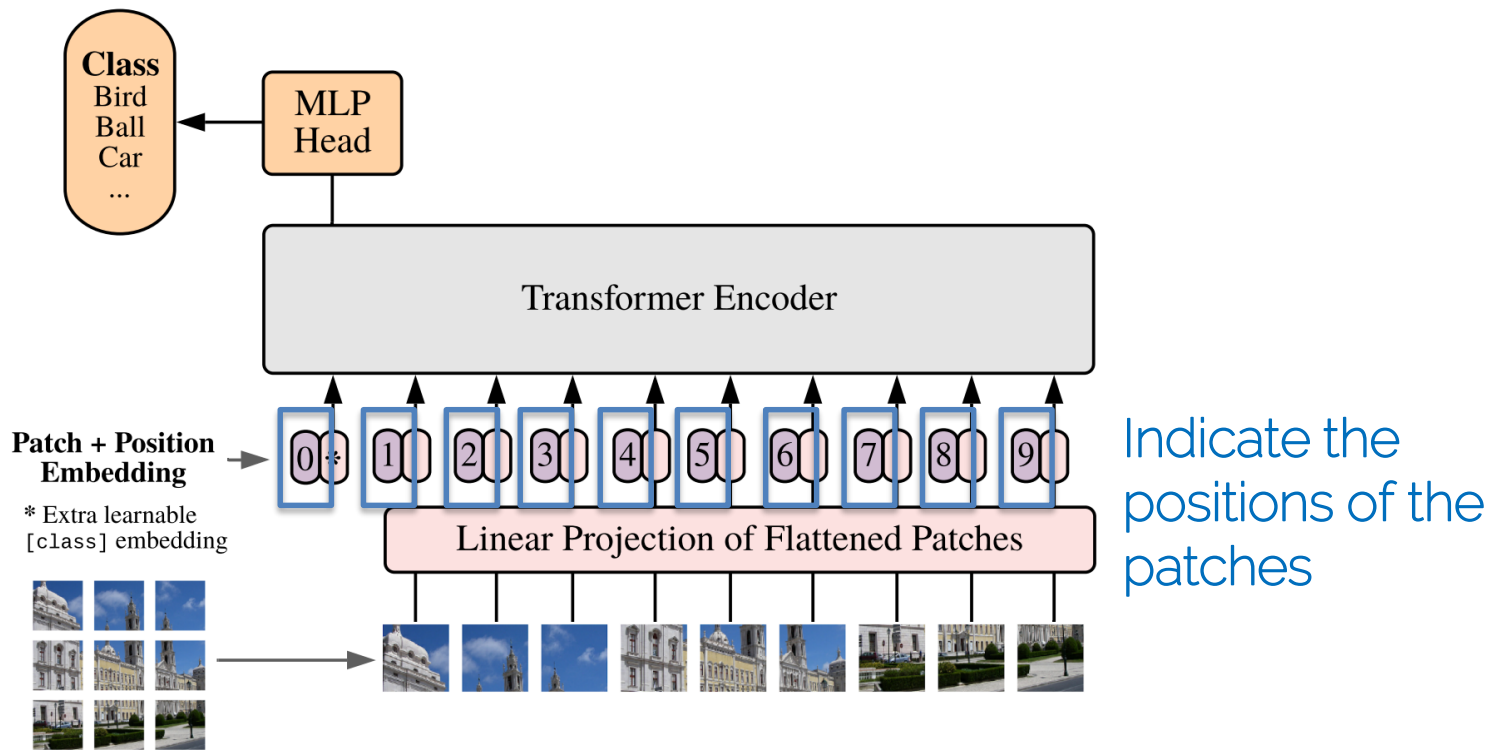 Class
Bird
Ball
Car
...
MLP
Head
Transformer Encoder
Patch + Position
Embedding
0 * 1 2 3 4 5 6 7 8 9
* Extra learnable
[class] embedding
Linear Projection of Flattened Patches
Indicate the
positions of the
patches